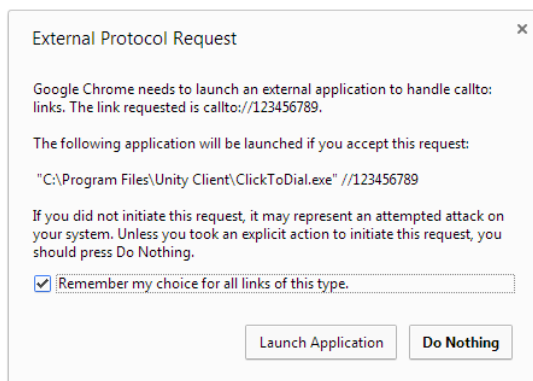 External Protocol Request
Google Chrome needs to launch an external application to handle callto:
links. The link requested is callto://123456789.
The following application will be launched if you accept this request:
"C:\Program Files\Unity Client\ClickToDial.exe" //123456789
If you did not initiate this request, it may represent an attempted attack on
your system. Unless you took an explicit action to initiate this request, you
should press Do Nothing.
Remember my choice for all links of this type.
Launch Application Do Nothing